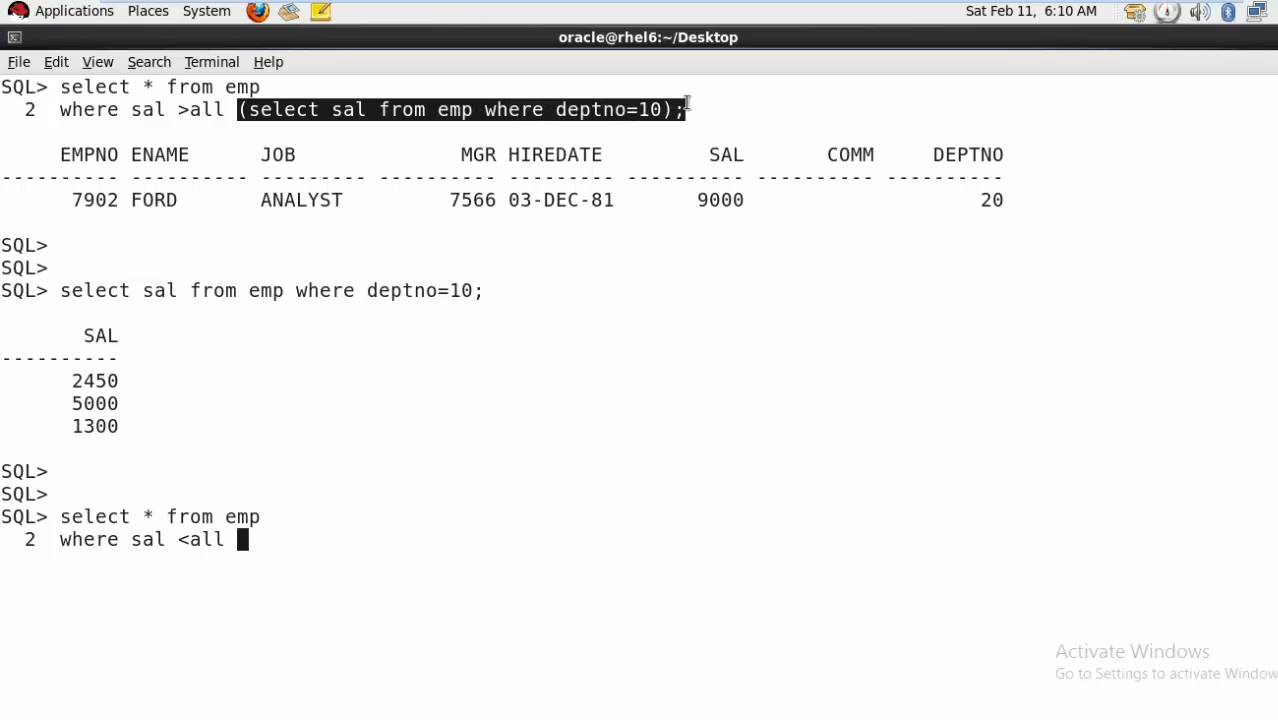 Applications Places System Sat Feb 11, 6:10 AM
oracle@rhel6:~/Desktop
File Edit View Search Terminal Help
SQL> select * from emp
2 where sal >all (select sal from emp where deptno=10);
EMPNO ENAME JOB MGR HIREDATE SAL COMM DEPTNO
---------- ---------- --------- ---------- --------- ---------- ---------- ----------
7902 FORD ANALYST 7566 03-DEC-81 9000 20
SQL>
SQL>
SQL> select sal from emp where deptno=10;
SAL
----------
2450
5000
1300
SQL>
SQL>
SQL> select * from emp
2 where sal <all
Activate Windows
Go to Settings to activate Window